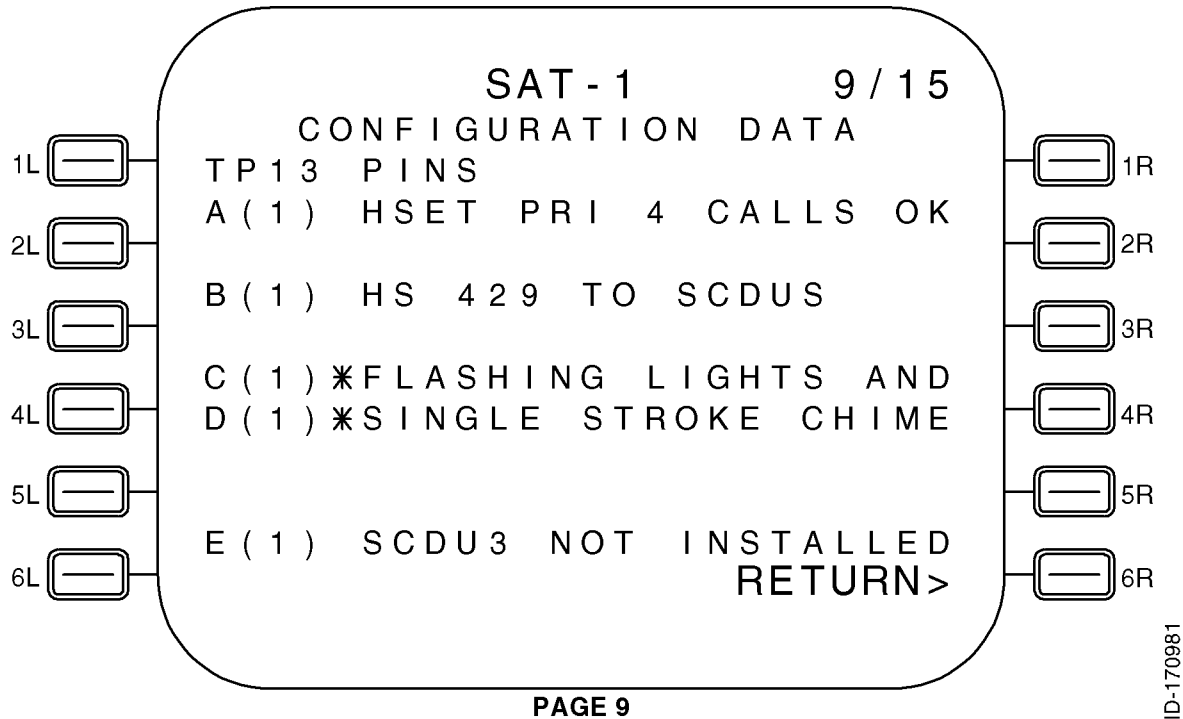 SAT-1 9/15
CONFIGURATION DATA
1L TP13 PINS 1R
A(1) HSET PRI 4 CALLS OK
2L 2R
B(1) HS 429 TO SCDUS
3L 3R
C(1)*FLASHING LIGHTS AND
4L D(1)*SINGLE STROKE CHIME 4R
5L 5R
E(1) SCDU3 NOT INSTALLED
6L RETURN> 6R
PAGE 9
ID-170981